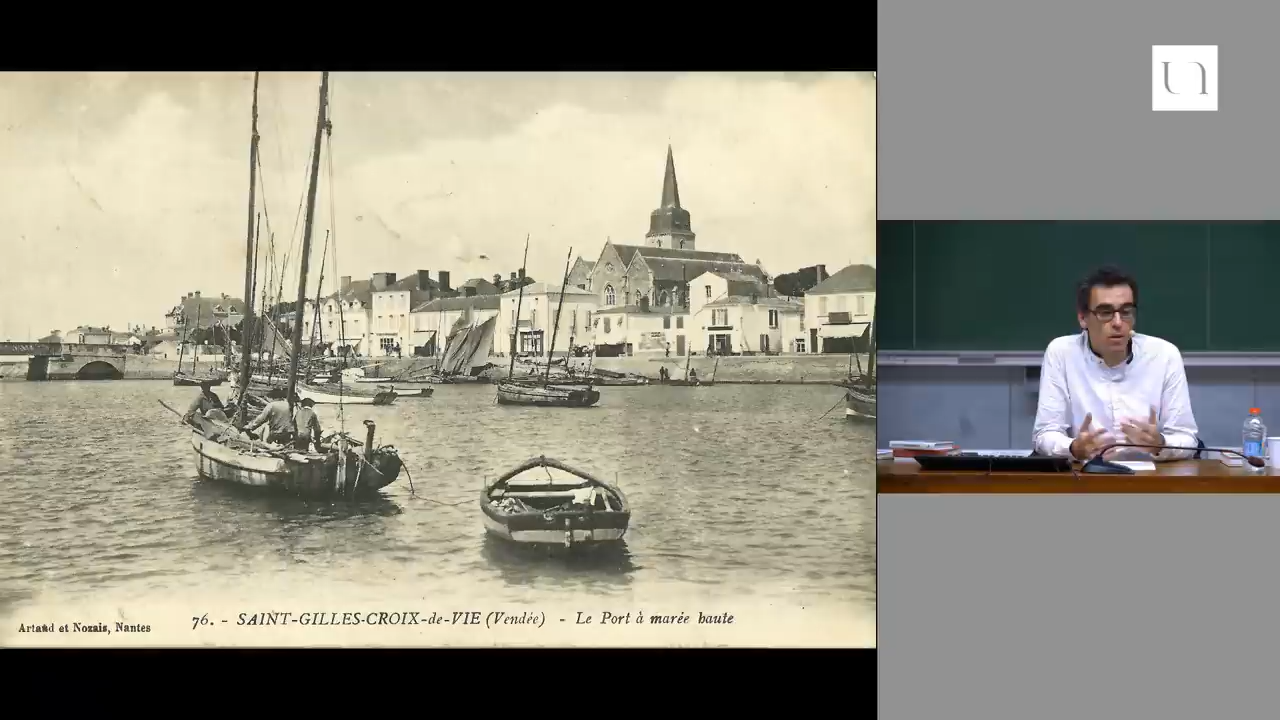 Artaud et Nozais, Nantes
76. - SAINT-GILLES-CROIX-de-VIE (Vendée) - Le Port à marée haute